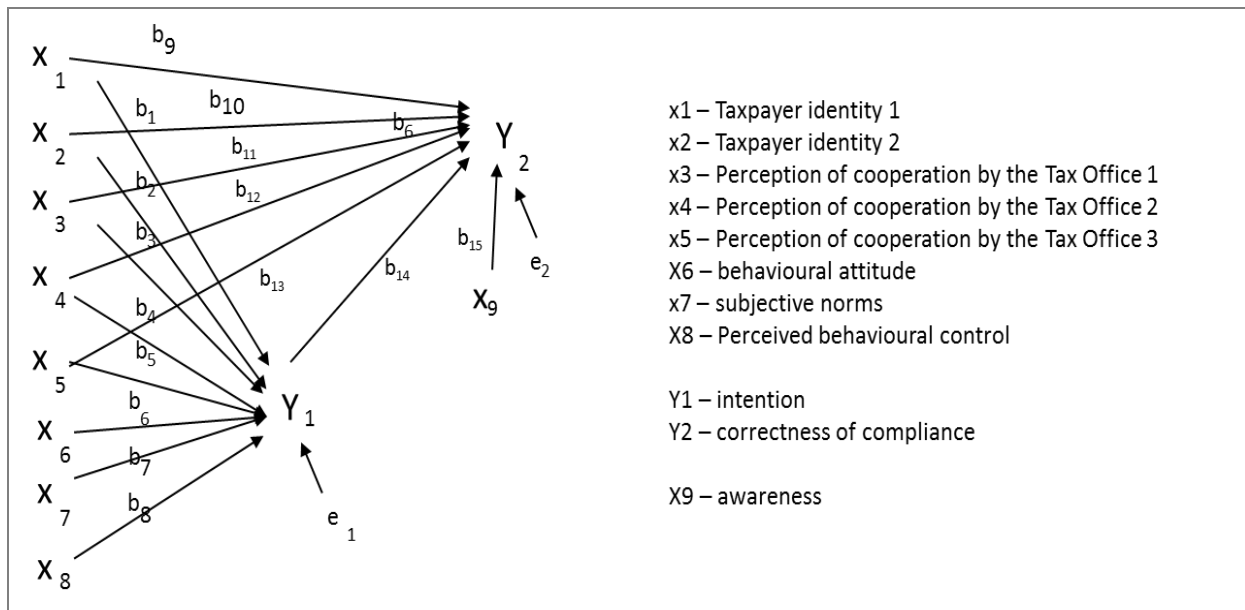 b9
X1
b1
b10
X2
b6
Y2
b11
b2
b12
X3
b3
X4
b13
b14
b15
e2
X9
b4
b5
X5
Y1
b6
X6
b7
X7
b8
e1
X8
x1 – Taxpayer identity 1
x2 – Taxpayer identity 2
x3 – Perception of cooperation by the Tax Office 1
x4 – Perception of cooperation by the Tax Office 2
x5 – Perception of cooperation by the Tax Office 3
X6 – behavioural attitude
x7 – subjective norms
X8 – Perceived behavioural control
Y1 – intention
Y2 – correctness of compliance
X9 – awareness